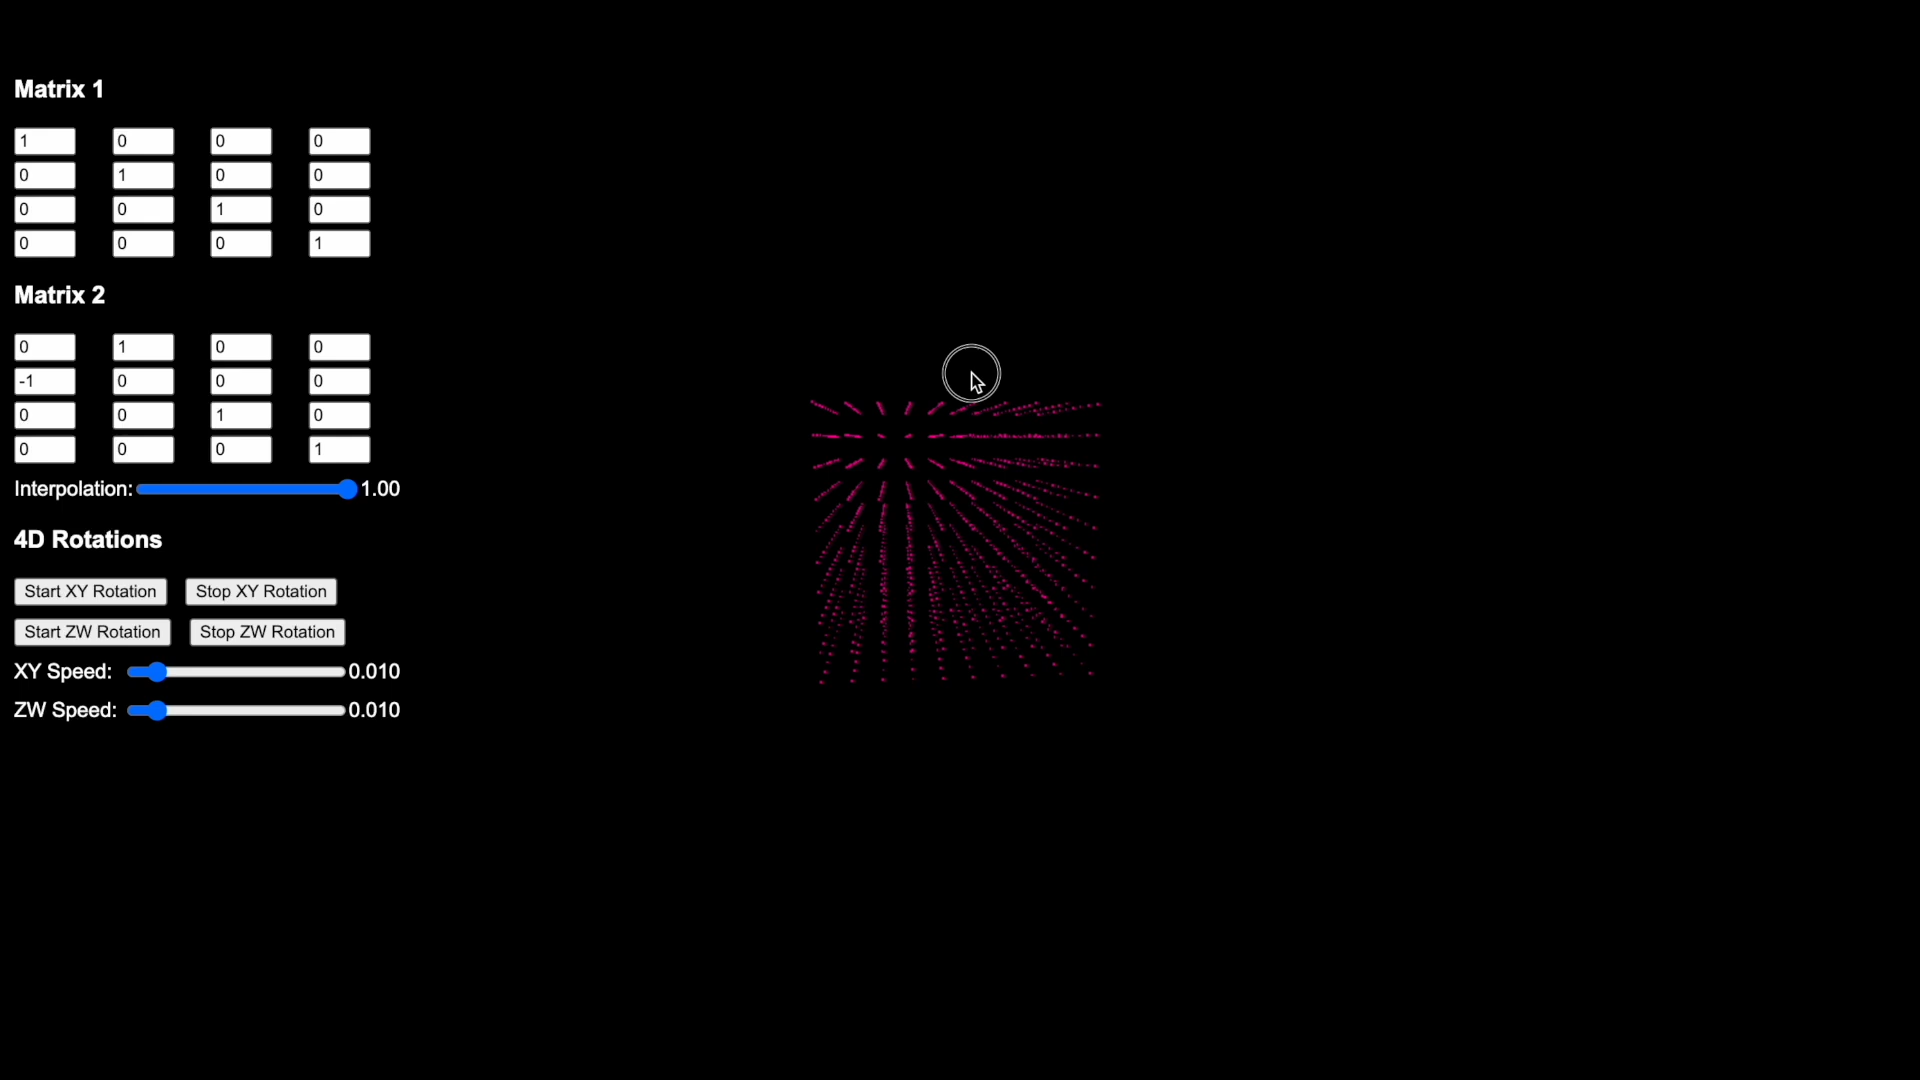 Matrix 1
1 0 0 0
0 1 0 0
0 0 1 0
0 0 0 1
Matrix 2
0 1 0 0
-1 0 0 0
0 0 1 0
0 0 0 1
Interpolation: 1.00
4D Rotations
Start XY Rotation Stop XY Rotation
Start ZW Rotation Stop ZW Rotation
XY Speed: 0.010
ZW Speed: 0.010